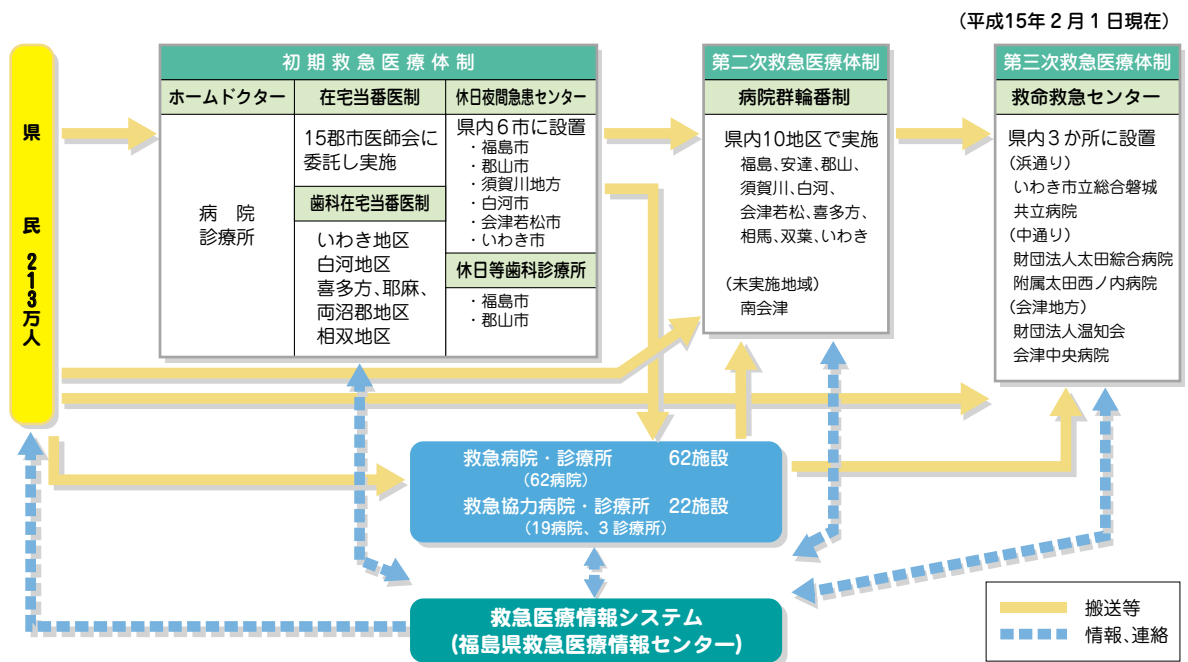 （平成15年２月１日現在）
県民213万人
初期救急医療体制
ホームドクター
病　院
診療所
在宅当番医制
15郡市医師会に
委託し実施
歯科在宅当番医制
いわき地区
白河地区
喜多方、耶麻、
両沼郡地区
相双地区
休日夜間急患センター
県内６市に設置
・福島市
・郡山市
・須賀川地方
・白河市
・会津若松市
・いわき市
休日等歯科診療所
・福島市
・郡山市
第二次救急医療体制
病院群輪番制
県内10地区で実施
福島、安達、郡山、
須賀川、白河、
会津若松、喜多方、
相馬、双葉、いわき
（未実施地域）
南会津
第三次救急医療体制
救命救急センター
県内３か所に設置
（浜通り）
いわき市立総合磐城
共立病院
（中通り）
財団法人太田綜合病院
附属太田西ノ内病院
（会津地方）
財団法人温知会
会津中央病院
救急病院・診療所　62施設
（62病院）
救急協力病院・診療所　22施設
（19病院、３診療所）
救急医療情報システム
(福島県救急医療情報センター)
搬送等
情報、連絡